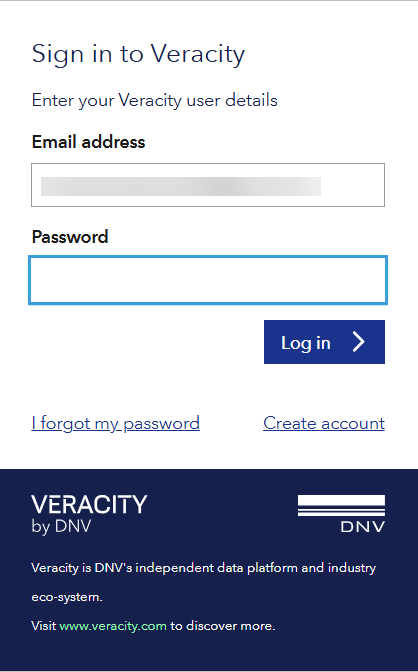 Sign in to Veracity
Enter your Veracity user details
Email address
Password
Log in
I forgot my password
Create account
VERACITY
by DNV
DNV
Veracity is DNV's independent data platform and industry
eco-system.
Visit www.veracity.com to discover more.